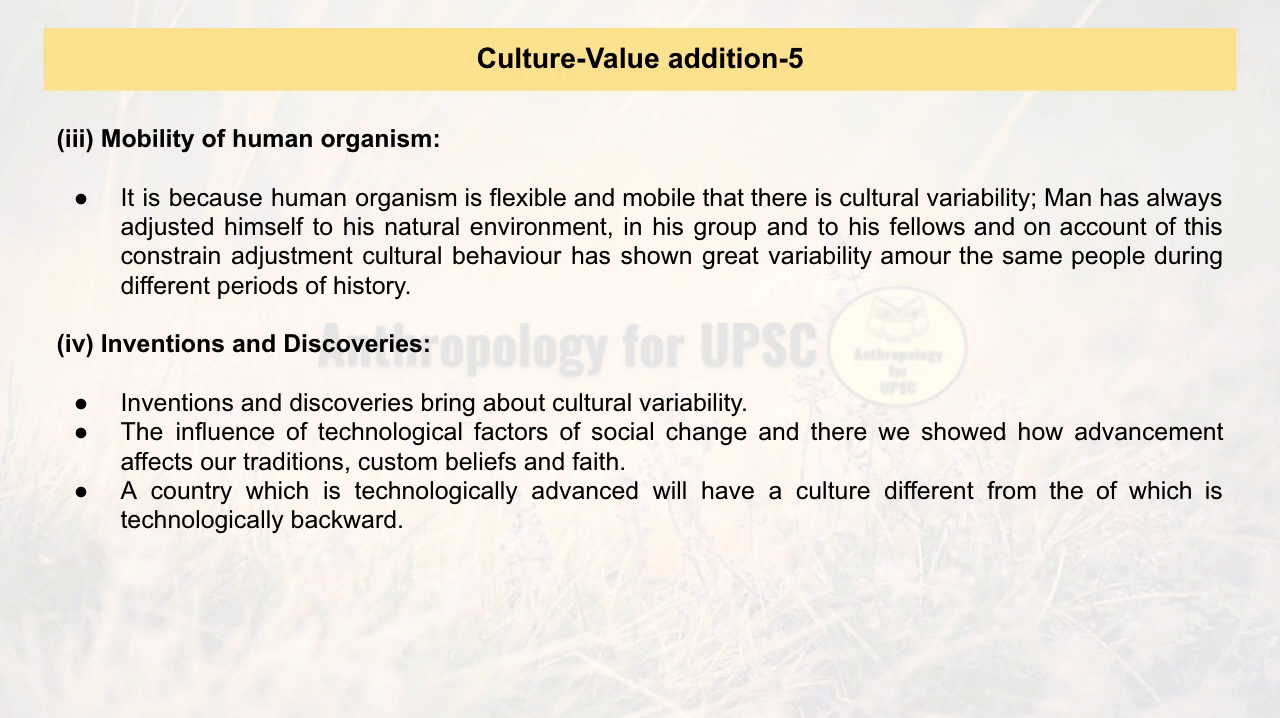 Culture-Value addition-5
(iii) Mobility of human organism:
● It is because human organism is flexible and mobile that there is cultural variability; Man has always
adjusted himself to his natural environment, in his group and to his fellows and on account of this
constrain adjustment cultural behaviour has shown great variability amour the same people during
different periods of history.
Anthropology for UPSC
Anthropology
for
UPSC
(iv) Inventions and Discoveries:
● Inventions and discoveries bring about cultural variability.
● The influence of technological factors of social change and there we showed how advancement
affects our traditions, custom beliefs and faith.
● A country which is technologically advanced will have a culture different from the of which is
technologically backward.